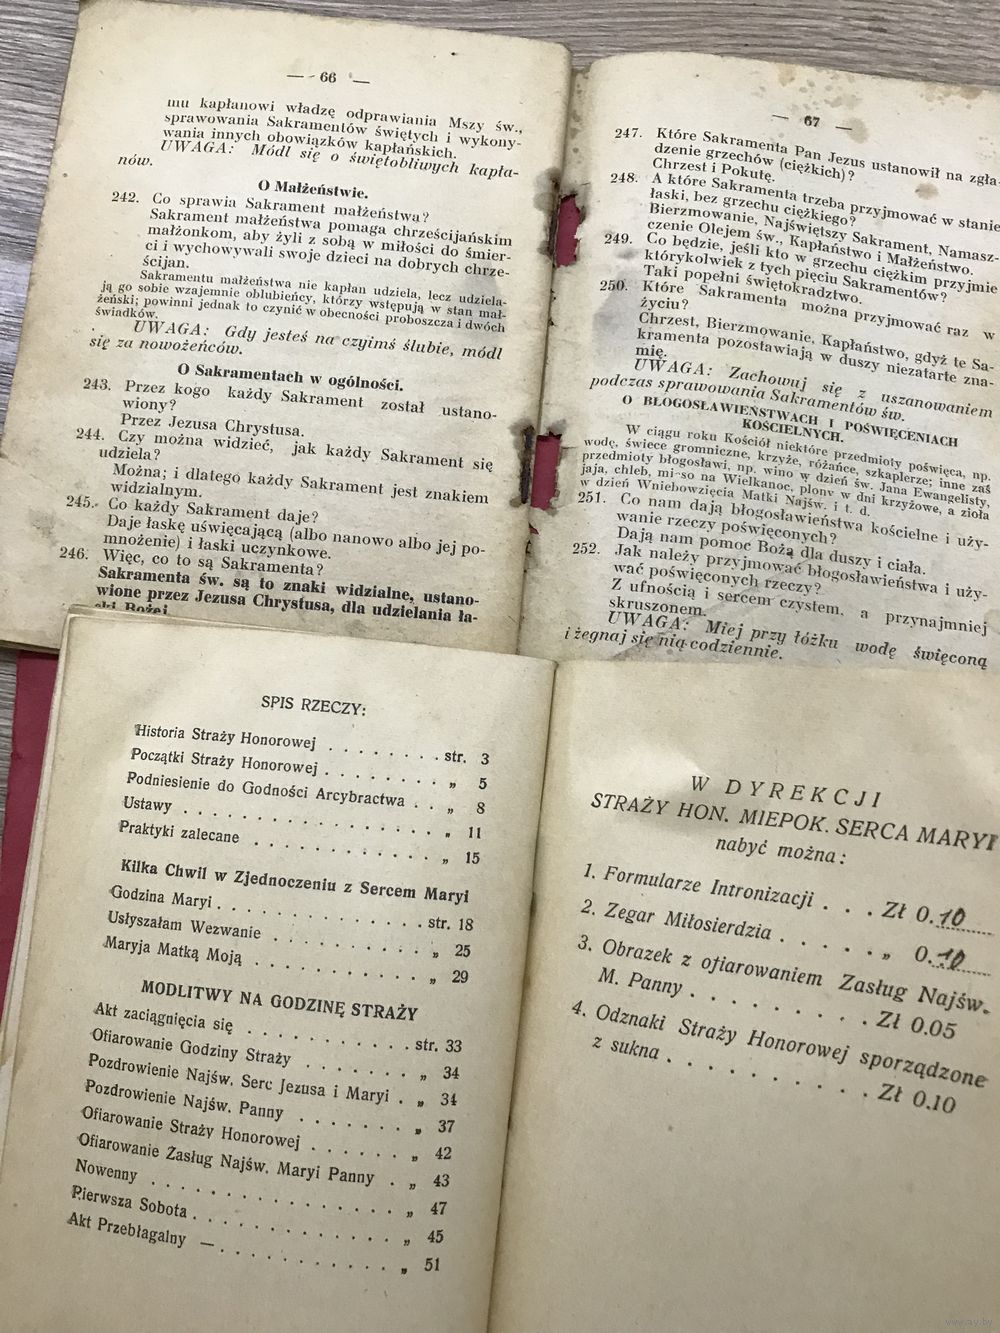 — 66 —
mu kapłanowi władzę odprawiania Mszy św.,
sprawowania Sakramentów świętych i wykony-
wania innych obowiązków kapłańskich.
UWAGA: Módl się o świętobliwych kapła-
nów.
O Małżeństwie.
242. Co sprawia Sakrament małżeństwa?
Sakrament małżeństwa pomaga chrześcijańskim
małżonkom, aby żyli z sobą w miłości do śmier-
ci i wychowywali swoje dzieci na dobrych chrze-
ścijan.
Sakramentu małżeństwa nie kapłan udziela, lecz udziela-
ją go sobie wzajemnie oblubieńcy, którzy wstępują w stan mał-
żeński; powinni jednak to czynić w obecności proboszcza i dwóch
świadków.
UWAGA: Gdy jesteś na czyimś ślubie, módl
się za nowożeńców.
O Sakramentach w ogólności.
243. Przez kogo każdy Sakrament został ustano-
wiony?
Przez Jezusa Chrystusa.
244. Czy można widzieć, jak każdy Sakrament się
udziela?
Można; i dlatego każdy Sakrament jest znakiem
widzialnym.
245. Co każdy Sakrament daje?
Daje łaskę uświęcającą (albo nanowo albo jej po-
mnożenie) i łaski uczynkowe.
246. Więc, co to są Sakramenta?
Sakramenta św. są to znaki widzialne, ustano-
wione przez Jezusa Chrystusa, dla udzielania ła-
ski Bożej.
— 67 —
247. Które Sakramenta Pan Jezus ustanowił na zgła-
dzenie grzechów (ciężkich)?
Chrzest i Pokutę.
248. A które Sakramenta trzeba przyjmować w stanie
łaski, bez grzechu ciężkiego?
Bierzmowanie, Najświętszy Sakrament, Namasz-
czenie Olejem św., Kapłaństwo i Małżeństwo.
249. Co będzie, jeśli kto w grzechu ciężkim przyjmie
którykolwiek z tych pięciu Sakramentów?
Taki popełni świętokradztwo.
250. Które Sakramenta można przyjmować raz w
życiu?
Chrzest, Bierzmowanie, Kapłaństwo, gdyż te Sa-
kramenta pozostawiają w duszy niezatarte zna-
mię.
UWAGA: Zachowuj się z uszanowaniem
podczas sprawowania Sakramentów św.
O BŁOGOSŁAWIEŃSTWACH I POŚWIĘCENIACH
KOŚCIELNYCH.
W ciągu roku Kościół niektóre przedmioty poświęca, np.
wodę, świece gromniczne, krzyże, różańce, szkaplerze; inne zaś
przedmioty błogosławi, np. wino w dzień św. Jana Ewangelisty,
jaja, chleb, mięso na Wielkanoc, plony w dni krzyżowe, a zioła
w dzień Wniebowzięcia Matki Najśw. i t. d.
251. Co nam dają błogosławieństwa kościelne i uży-
wanie rzeczy poświęconych?
Dają nam pomoc Bożą dla duszy i ciała.
252. Jak należy przyjmować błogosławieństwa i uży-
wać poświęconych rzeczy?
Z ufnością i sercem czystem, a przynajmniej
skruszonem.
UWAGA: Miej przy łóżku wodę święconą
i żegnaj się nią codziennie.
SPIS RZECZY:
Historia Straży Honorowej . . . . . . . . str. 3
Początki Straży Honorowej . . . . . . . . „ 5
Podniesienie do Godności Arcybractwa . . „ 8
Ustawy . . . . . . . . . . . . . . . . „ 11
Praktyki zalecane . . . . . . . . . . . . „ 15
Kilka Chwil w Zjednoczeniu z Sercem Maryi
Godzina Maryi . . . . . . . . . . . . . str. 18
Usłyszałam Wezwanie . . . . . . . . . . „ 25
Maryja Matką Moją . . . . . . . . . . . „ 29
MODLITWY NA GODZINĘ STRAŻY
Akt zaciągnięcia się . . . . . . . . . . str. 33
Ofiarowanie Godziny Straży . . . . . . . „ 34
Pozdrowienie Najśw. Serc Jezusa i Maryi . „ 34
Pozdrowienie Najśw. Panny . . . . . . . „ 37
Ofiarowanie Straży Honorowej . . . . . . „ 42
Ofiarowanie Zasług Najśw. Maryi Panny . „ 43
Nowenny . . . . . . . . . . . . . . . „ 47
Pierwsza Sobota . . . . . . . . . . . . „ 45
Akt Przebłagalny — . . . . . . . . . . . „ 51
W DYREKCJI
STRAŻY HON. MIEPOK. SERCA MARYI
nabyć można:
1. Formularze Intronizacji . . . Zł 0.10
2. Zegar Miłosierdzia . . . . . „ 0.10
3. Obrazek z ofiarowaniem Zasług Najśw.
M. Panny . . . . . . . . . Zł 0.05
4. Odznaki Straży Honorowej sporządzone
z sukna . . . . . . . . . . Zł 0.10
www.ay.by